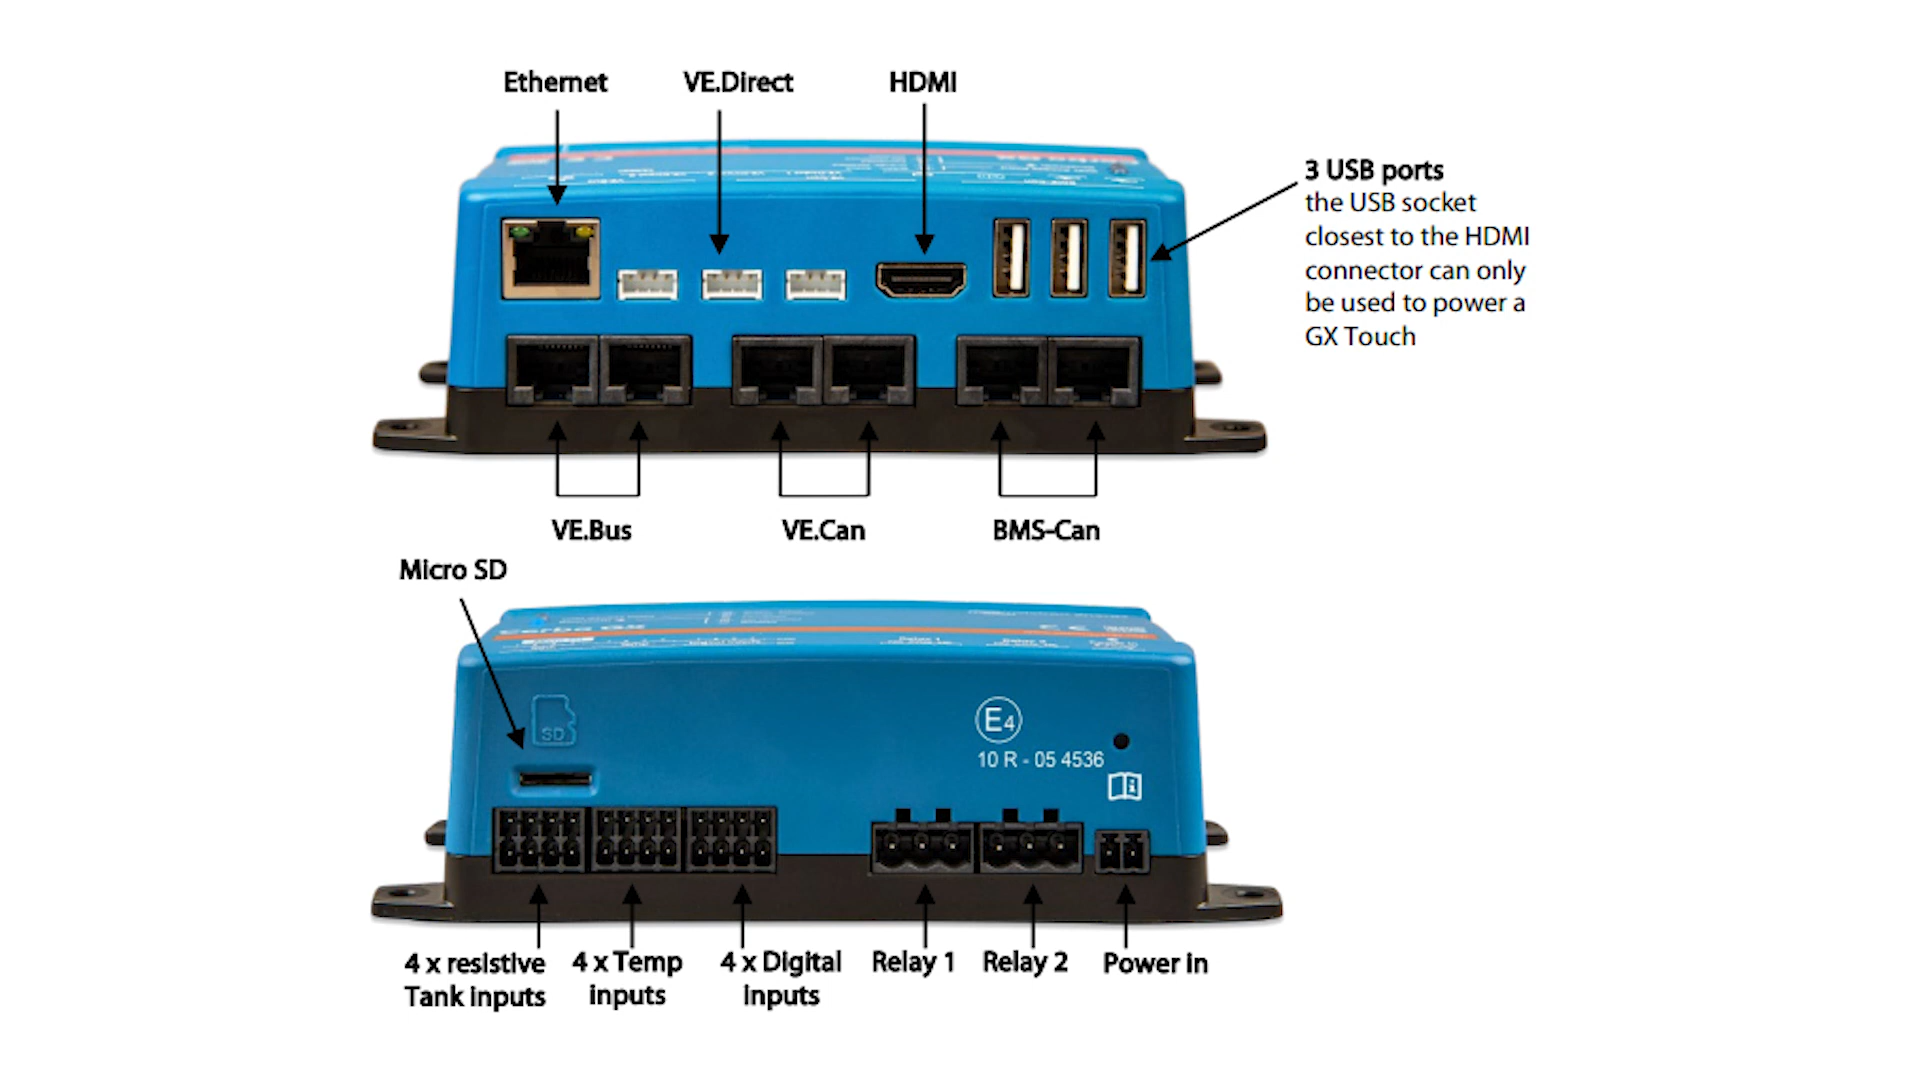 Ethernet
VE.Direct
HDMI
3 USB ports
the USB socket
closest to the HDMI
connector can only
be used to power a
GX Touch
VE.Bus
VE.Can
BMS-Can
Micro SD
SD
E4
10 R - 05 4536
4 x resistive
Tank inputs
4 x Temp
inputs
4 x Digital
inputs
Relay 1
Relay 2
Power in